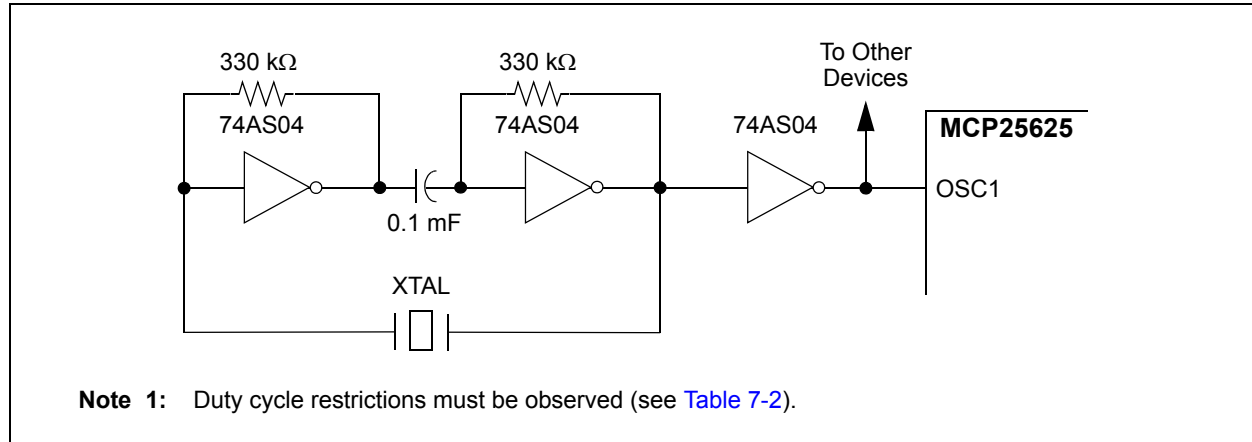 330 kΩ
330 kΩ
To Other
Devices
74AS04
74AS04
74AS04
MCP25625
OSC1
0.1 mF
XTAL
Note 1: Duty cycle restrictions must be observed (see Table 7-2).